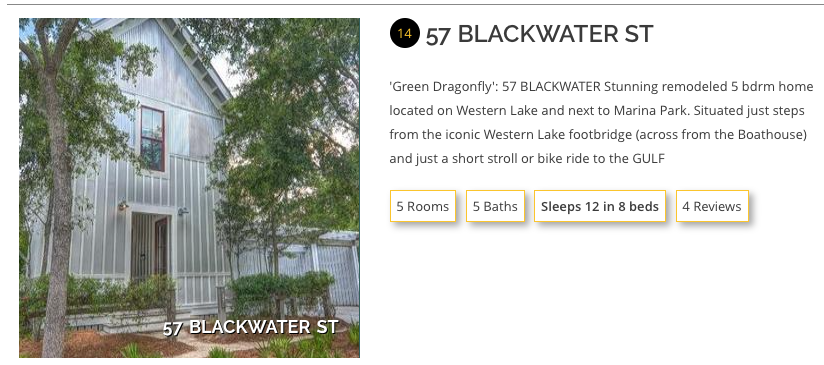 14 57 BLACKWATER ST
'Green Dragonfly': 57 BLACKWATER Stunning remodeled 5 bdrm home
located on Western Lake and next to Marina Park. Situated just steps
from the iconic Western Lake footbridge (across from the Boathouse)
and just a short stroll or bike ride to the GULF
5 Rooms 5 Baths Sleeps 12 in 8 beds 4 Reviews
57 BLACKWATER ST